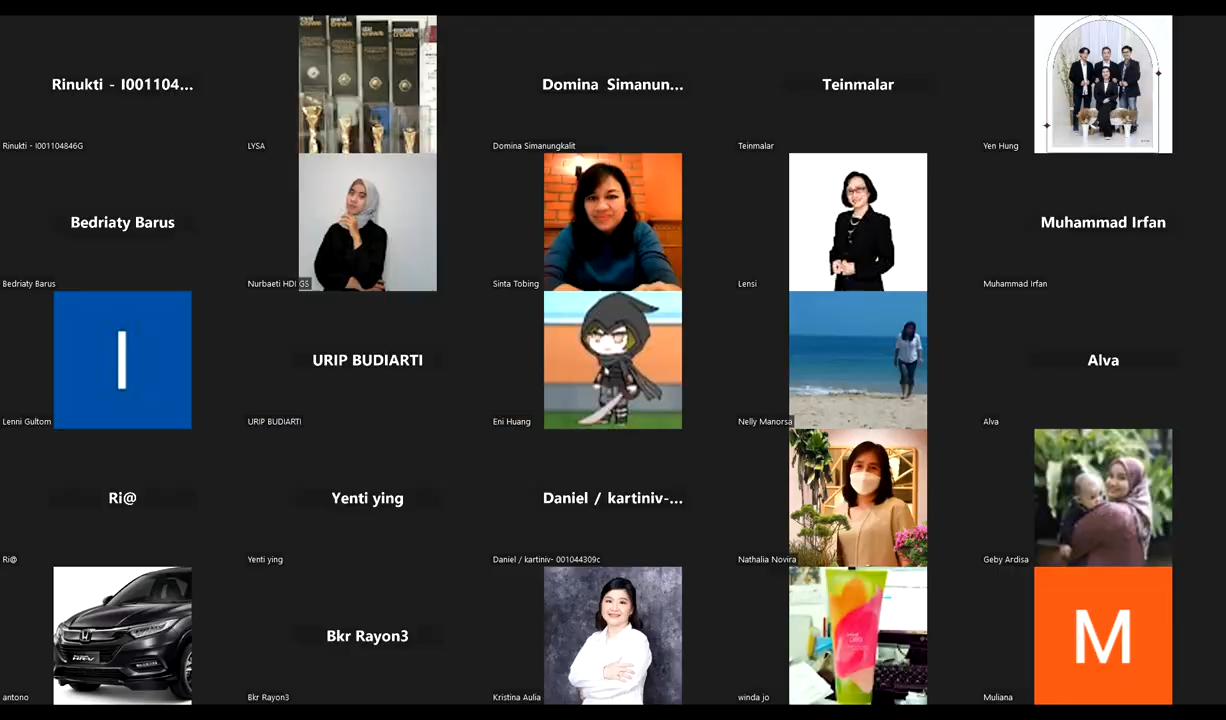 Rinukti - I001104...
Domina Simanun...
Teinmalar
Rinukti - I001104846G
LYSA
Domina Simanungkalit
Teinmalar
Yen Hung
Bedriaty Barus
Muhammad Irfan
Bedriaty Barus
Nurbaeti HDI GS
Sinta Tobing
Lensi
Muhammad Irfan
I
URIP BUDIARTI
Alva
Lenni Gultom
URIP BUDIARTI
Eni Huang
Nelly Manorsa
Alva
Ri@
Yenti ying
Daniel / kartiniv-...
Ri@
Yenti ying
Daniel / kartiniv- 001044309c
Nathalia Novira
Geby Ardisa
Bkr Rayon3
M
antono
Bkr Rayon3
Kristina Aulia
winda jo
Muliana